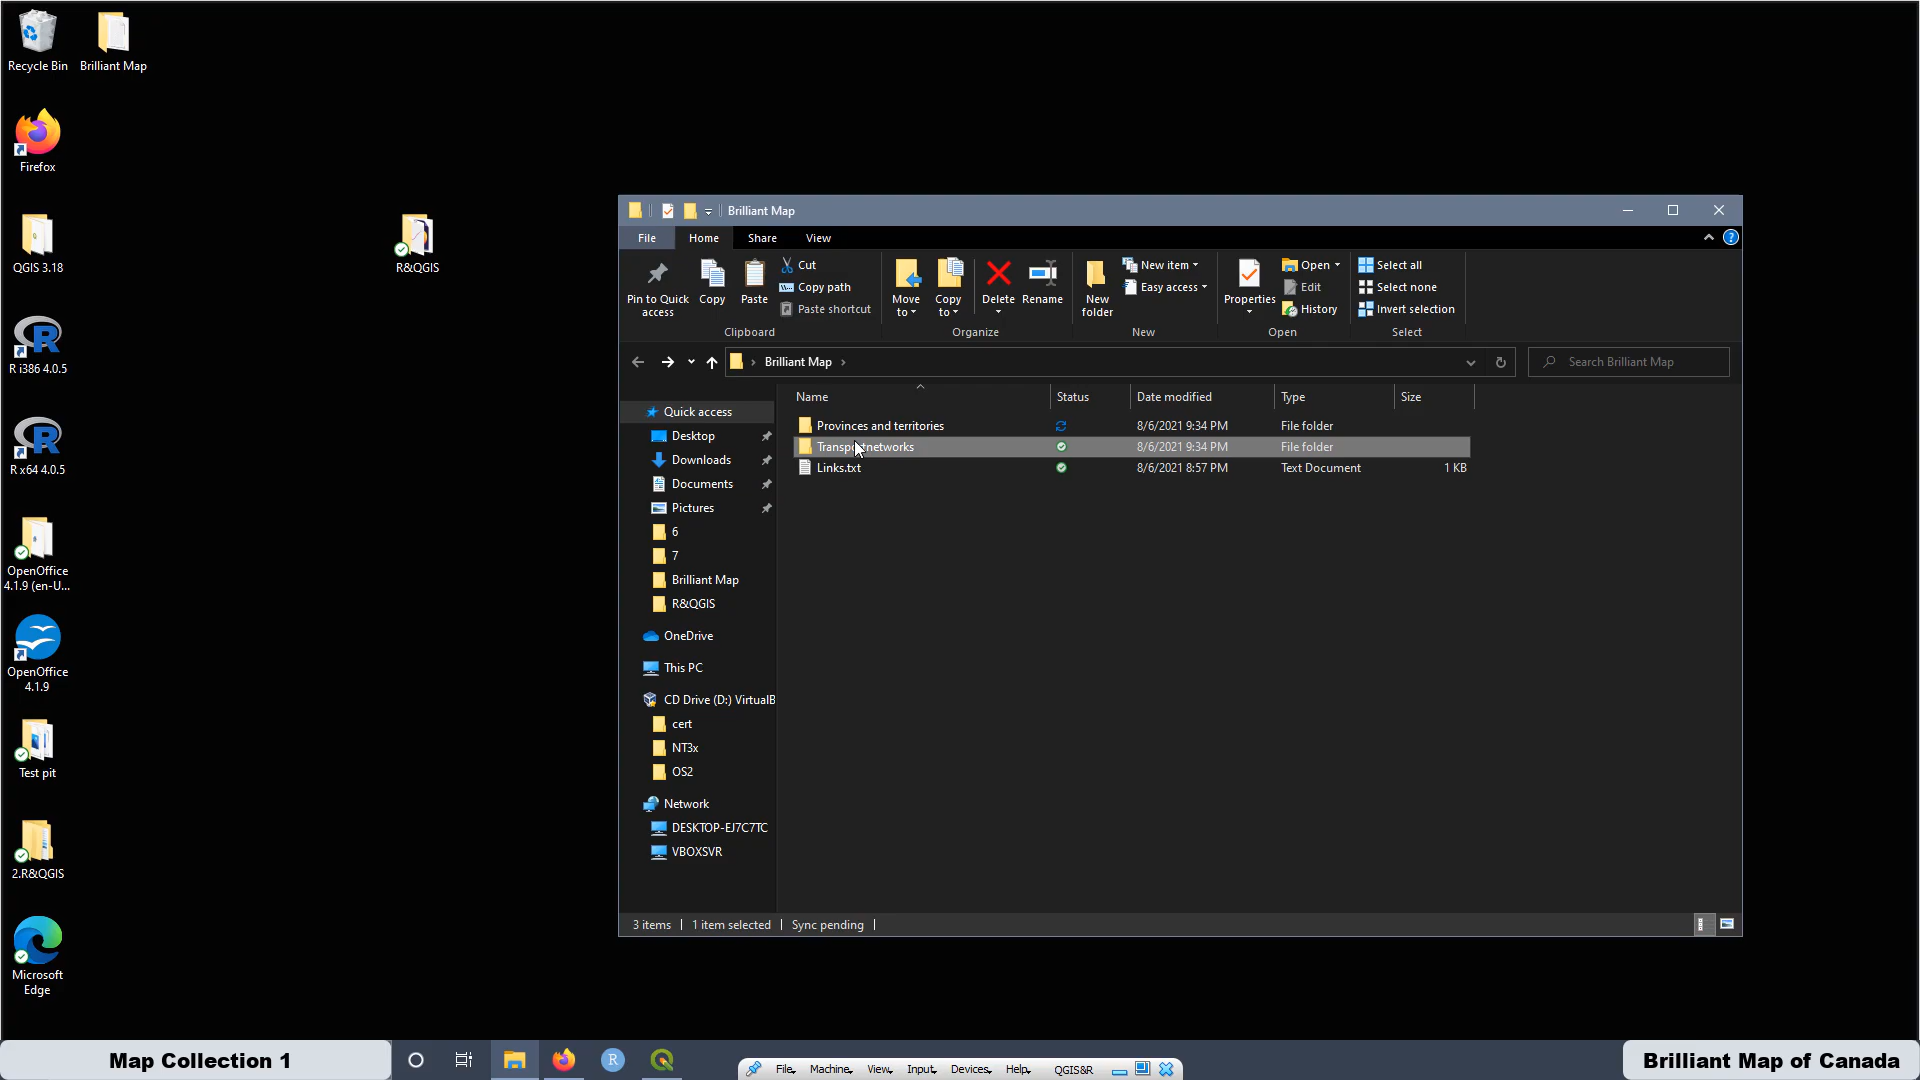 Recycle Bin
Brilliant Map
Firefox
QGIS 3.18
R&QGIS
R i386 4.0.5
R x64 4.0.5
OpenOffice
4.1.9 (en-U...
OpenOffice
4.1.9
Test pit
2.R&QGIS
Microsoft
Edge
Brilliant Map
File Home Share View
Pin to Quick
access
Copy
Paste
Cut
Copy path
Paste shortcut
Clipboard
Move
to
Copy
to
Delete
Rename
Organize
New
folder
New item
Easy access
New
Properties
Open
Edit
History
Open
Select all
Select none
Invert selection
Select
Brilliant Map
Search Brilliant Map
Name Status Date modified Type Size
Provinces and territories 8/6/2021 9:34 PM File folder
8/6/2021 9:34 PM File folder
Links.txt 8/6/2021 8:57 PM Text Document 1 KB
Quick access
Desktop
Downloads
Documents
Pictures
6
7
Brilliant Map
R&QGIS
OneDrive
This PC
CD Drive (D:) VirtualB
cert
NT3x
OS2
Network
DESKTOP-EJ7C7TC
VBOXSVR
3 items 1 item selected Sync pending
Map Collection 1
File Machine View Input Devices Help QGIS&R
Brilliant Map of Canada